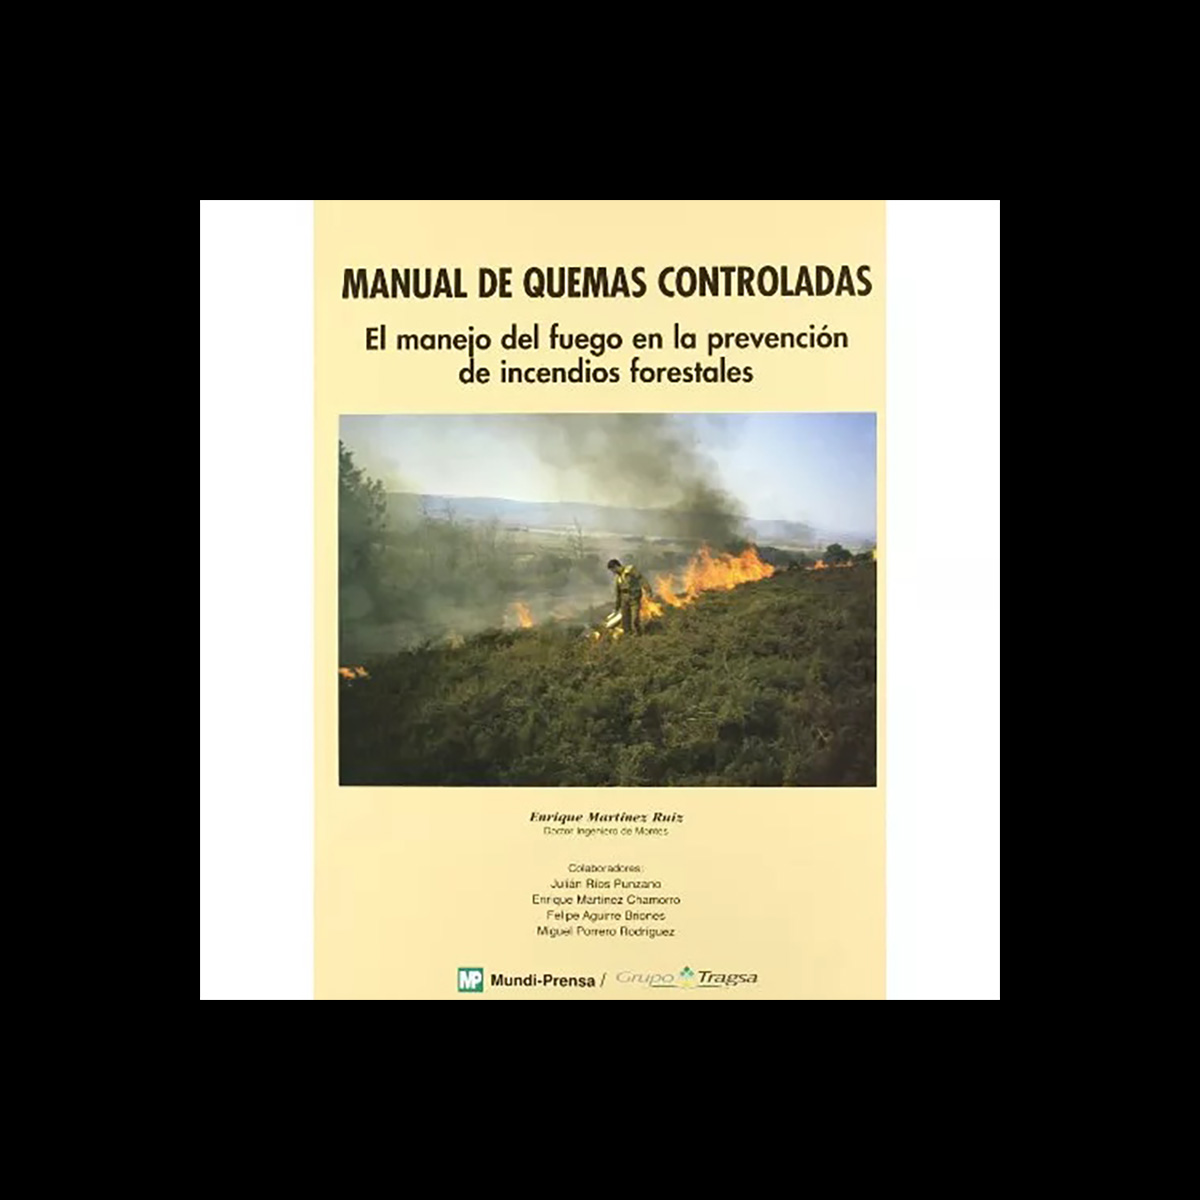 MANUAL DE QUEMAS CONTROLADAS
El manejo del fuego en la prevención
de incendios forestales
Enrique Martínez Ruiz
Doctor Ingeniero de Montes
Colaboradores:
Julián Ríos Punzano
Enrique Martínez Chamorro
Felipe Aguirre Briones
Miguel Porrero Rodríguez
MP Mundi-Prensa / Grupo Tragsa